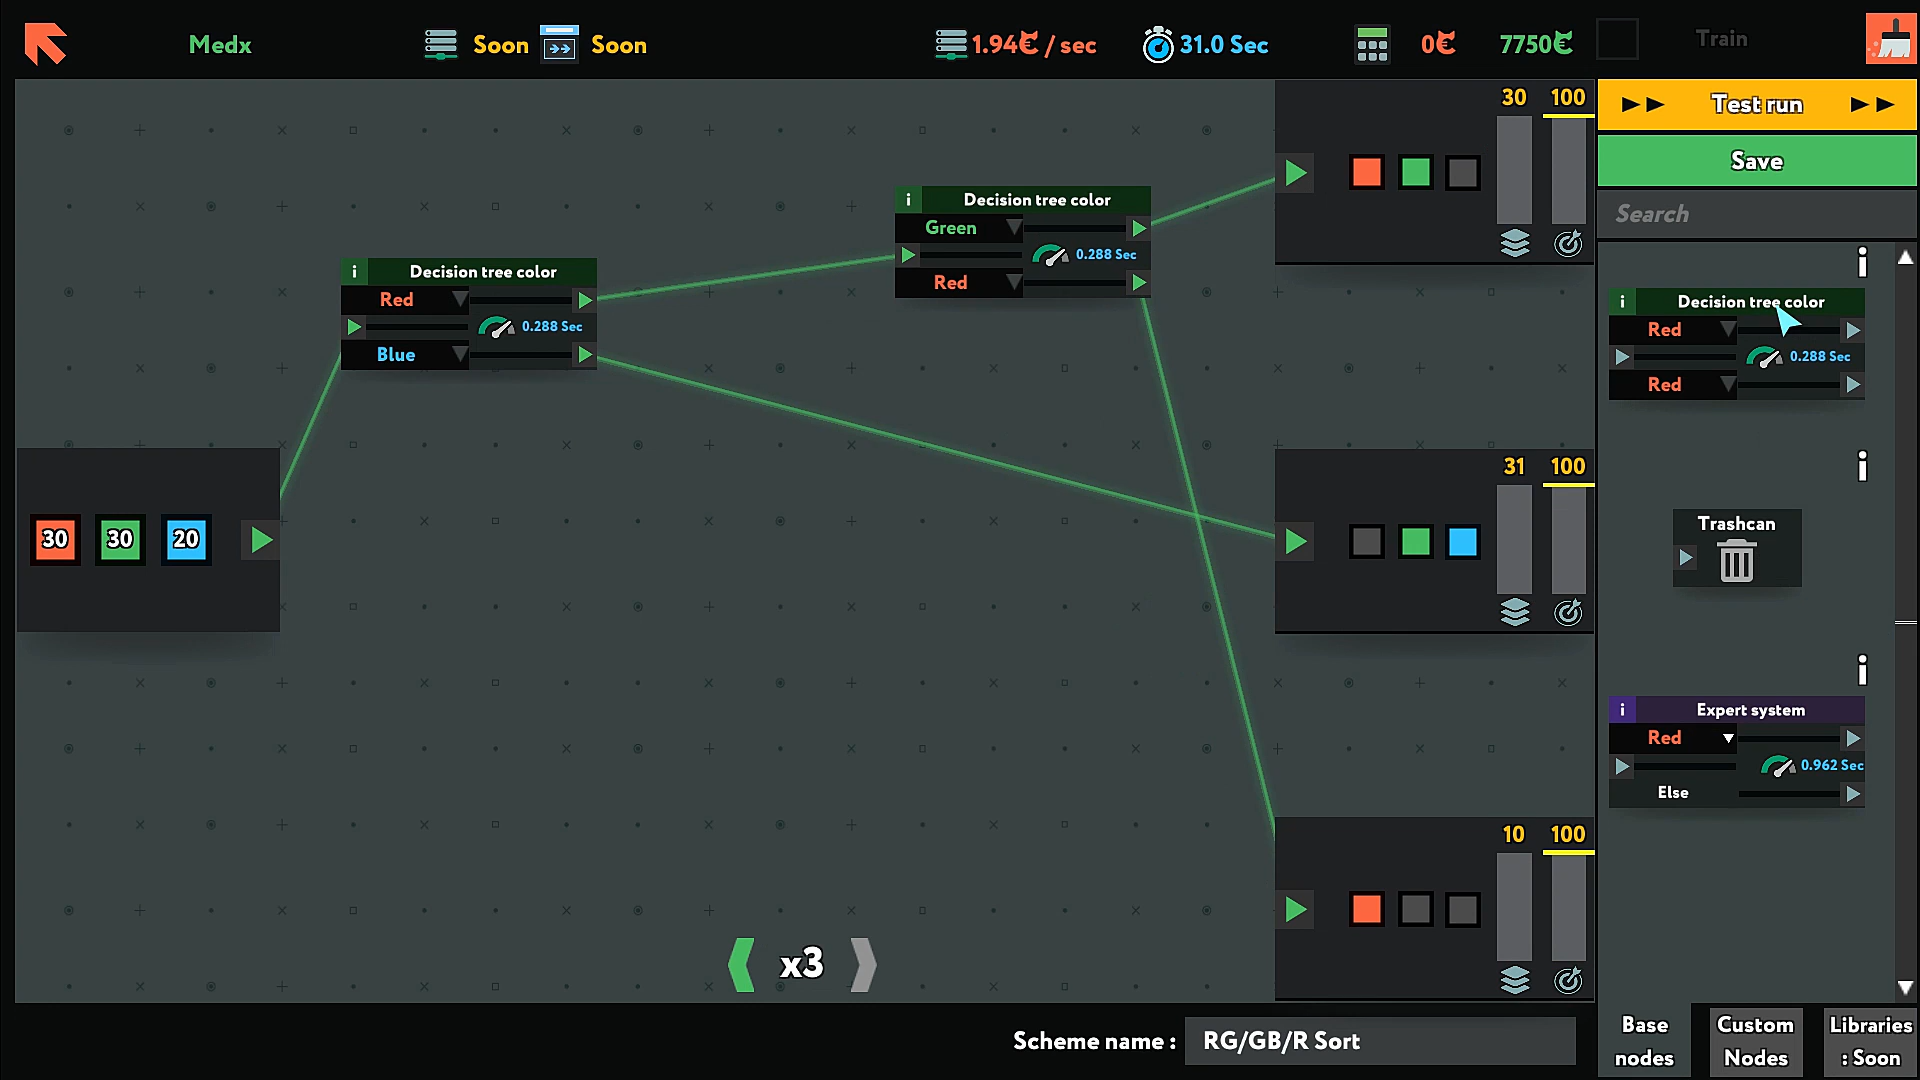 Medx
Soon
Soon
1.94€ / sec
31.0 Sec
0€
7750€
Train
Test run
Save
Search
30 100
Decision tree color
Green
0.288 Sec
Red
Decision tree color
Red
0.288 Sec
Blue
Decision tree color
Red
0.288 Sec
Red
30 30 20
31 100
Trashcan
Expert system
Red
0.962 Sec
Else
10 100
x3
Scheme name :
RG/GB/R Sort
Base
nodes
Custom
Nodes
Libraries
: Soon